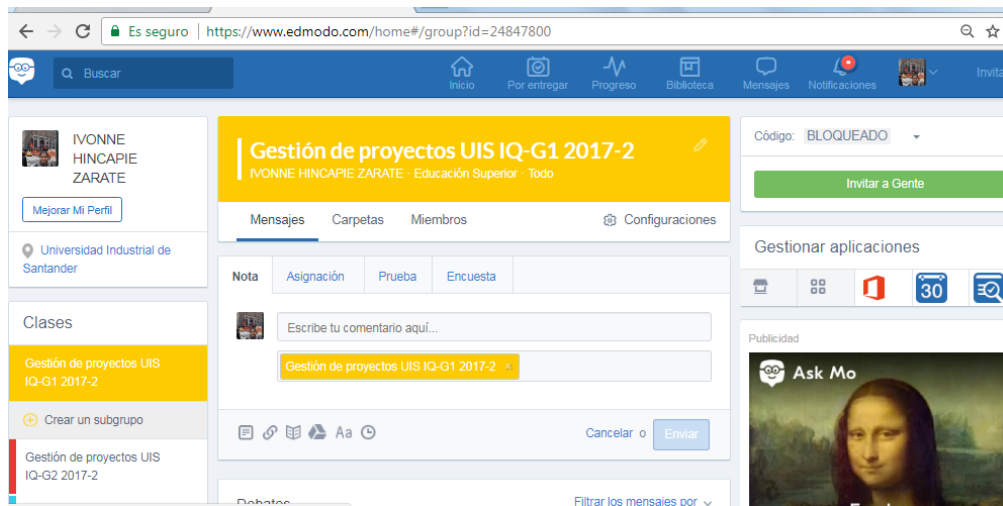 Es seguro | https://www.edmodo.com/home#/group?id=24847800
Buscar
Inicio
Por entregar
Progreso
Biblioteca
Mensajes
Notificaciones
IVONNE
HINCAPIE
ZARATE
Mejorar Mi Perfil
Universidad Industrial de
Santander
Clases
Gestión de proyectos UIS
IQ-G1 2017-2
Crear un subgrupo
Gestión de proyectos UIS
IQ-G2 2017-2
Gestión de proyectos UIS IQ-G1 2017-2
IVONNE HINCAPIE ZARATE · Educación Superior · Todo
Mensajes
Carpetas
Miembros
Configuraciones
Nota
Asignación
Prueba
Encuesta
Escribe tu comentario aquí...
Gestión de proyectos UIS IQ-G1 2017-2 ×
Aa
Cancelar o Enviar
Debates
Filtrar los mensajes por
Código: BLOQUEADO
Invitar a Gente
Gestionar aplicaciones
30
Publicidad
Ask Mo